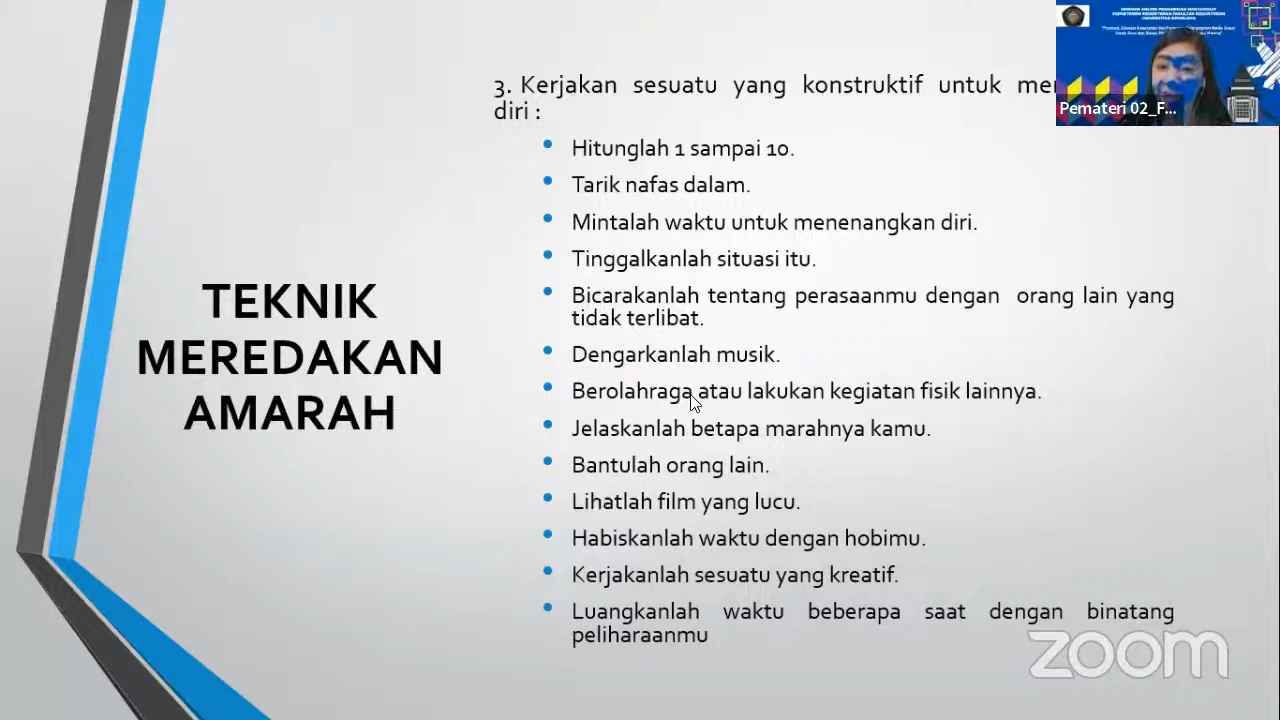 3. Kerjakan sesuatu yang konstruktif untuk
diri :
Hitunglah 1 sampai 10.
Tarik nafas dalam.
Mintalah waktu untuk menenangkan diri.
Tinggalkanlah situasi itu.
Bicarakanlah tentang perasaanmu dengan orang lain yang
tidak terlibat.
Dengarkanlah musik.
Berolahraga atau lakukan kegiatan fisik lainnya.
Jelaskanlah betapa marahnya kamu.
Bantulah orang lain.
Lihatlah film yang lucu.
Habiskanlah waktu dengan hobimu.
Kerjakanlah sesuatu yang kreatif.
Luangkanlah waktu beberapa saat dengan binatang
peliharaanmu
TEKNIK
MEREDAKAN
AMARAH
Pemateri 02_F...
zoom